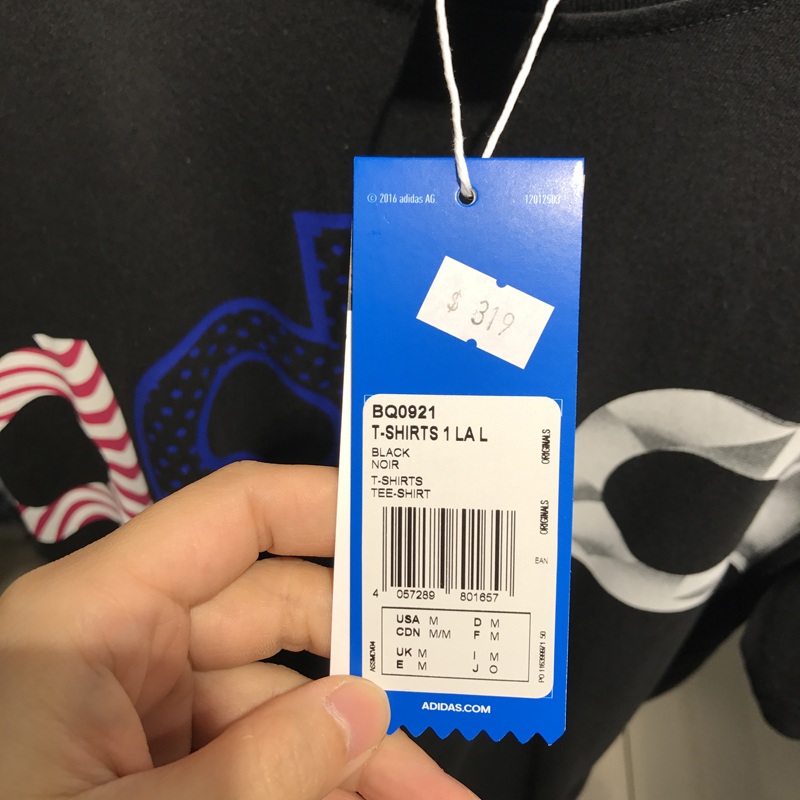 © 2016 adidas AG
12012503
$ 319
BQ0921
T-SHIRTS 1 LA L
BLACK
NOIR
T-SHIRTS
TEE-SHIRT
ORIGINALS
ORIGINALS
EAN
4 057289 801657
USA M D M
CDN M/M F M
UK M I M
E M J O
ADIDAS.COM